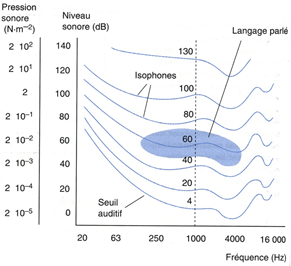 Pression
sonore
(N·m⁻²)
Niveau
sonore (dB)
Langage parlé
2 10²
2 10¹
2
2 10⁻¹
2 10⁻²
2 10⁻³
2 10⁻⁴
2 10⁻⁵
140
120
100
80
60
40
20
0
130
Isophones
100
80
60
40
20
4
Seuil
auditif
20
63
250
1000
4000
16 000
Fréquence (Hz)